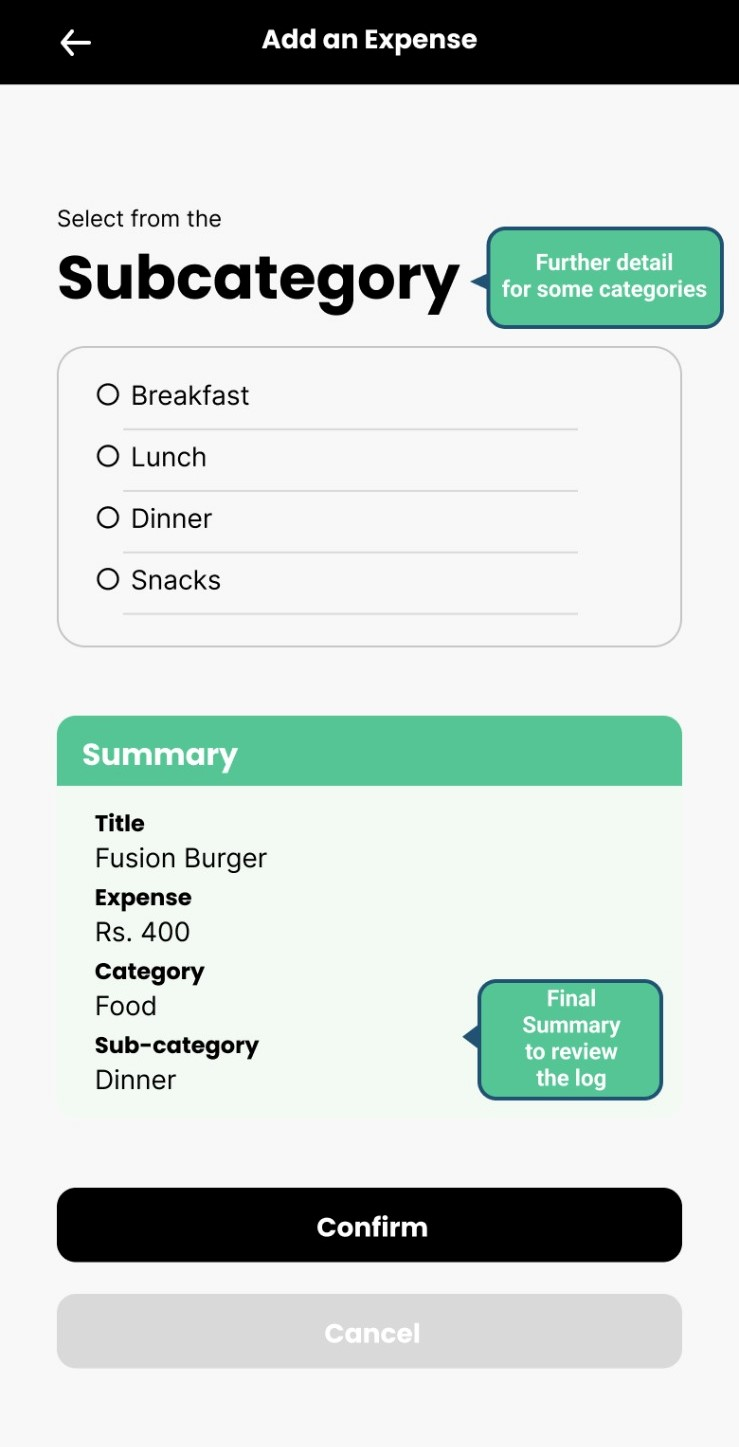 Add an Expense
Select from the
Subcategory
Further detail
for some categories
Breakfast
Lunch
Dinner
Snacks
Summary
Title
Fusion Burger
Expense
Rs. 400
Category
Food
Sub-category
Dinner
Final
Summary
to review
the log
Confirm
Cancel